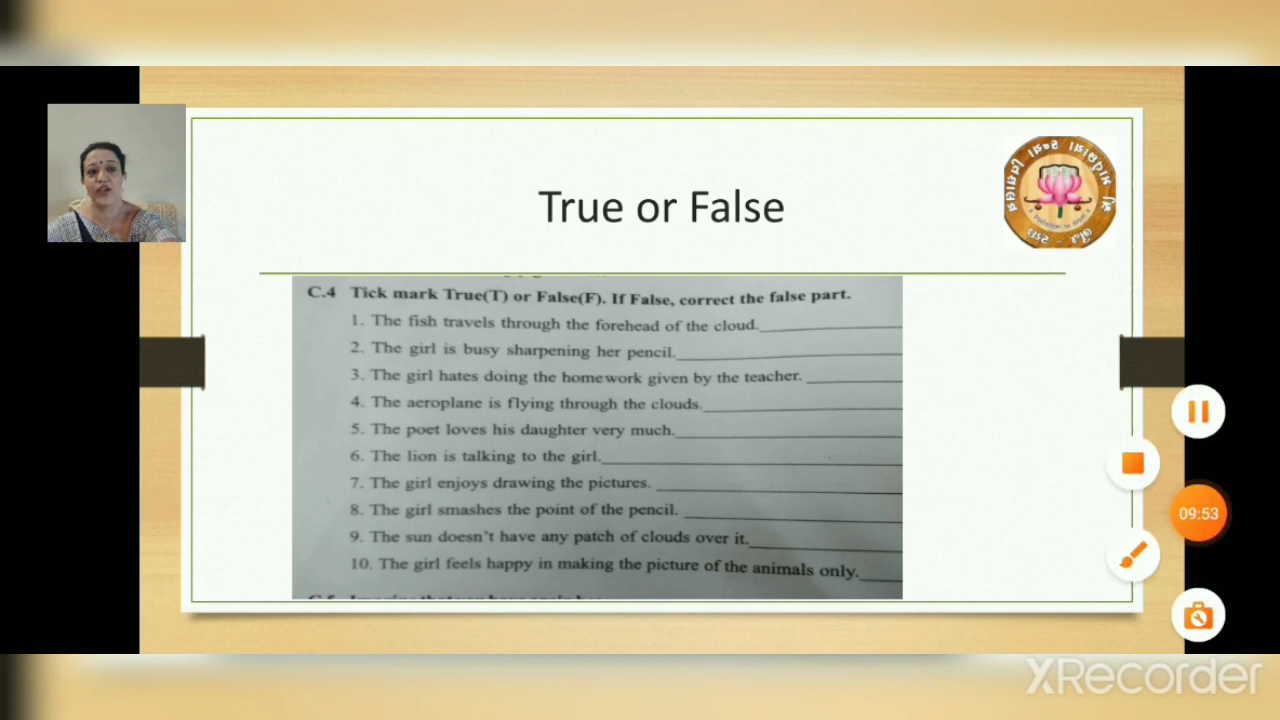 True or False
C.4 Tick mark True(T) or False(F). If False, correct the false part.
1. The fish travels through the forehead of the cloud.
2. The girl is busy sharpening her pencil.
3. The girl hates doing the homework given by the teacher.
4. The aeroplane is flying through the clouds.
5. The poet loves his daughter very much.
6. The lion is talking to the girl.
7. The girl enjoys drawing the pictures.
8. The girl smashes the point of the pencil.
9. The sun doesn't have any patch of clouds over it.
10. The girl feels happy in making the picture of the animals only.
09:53
XRecorder